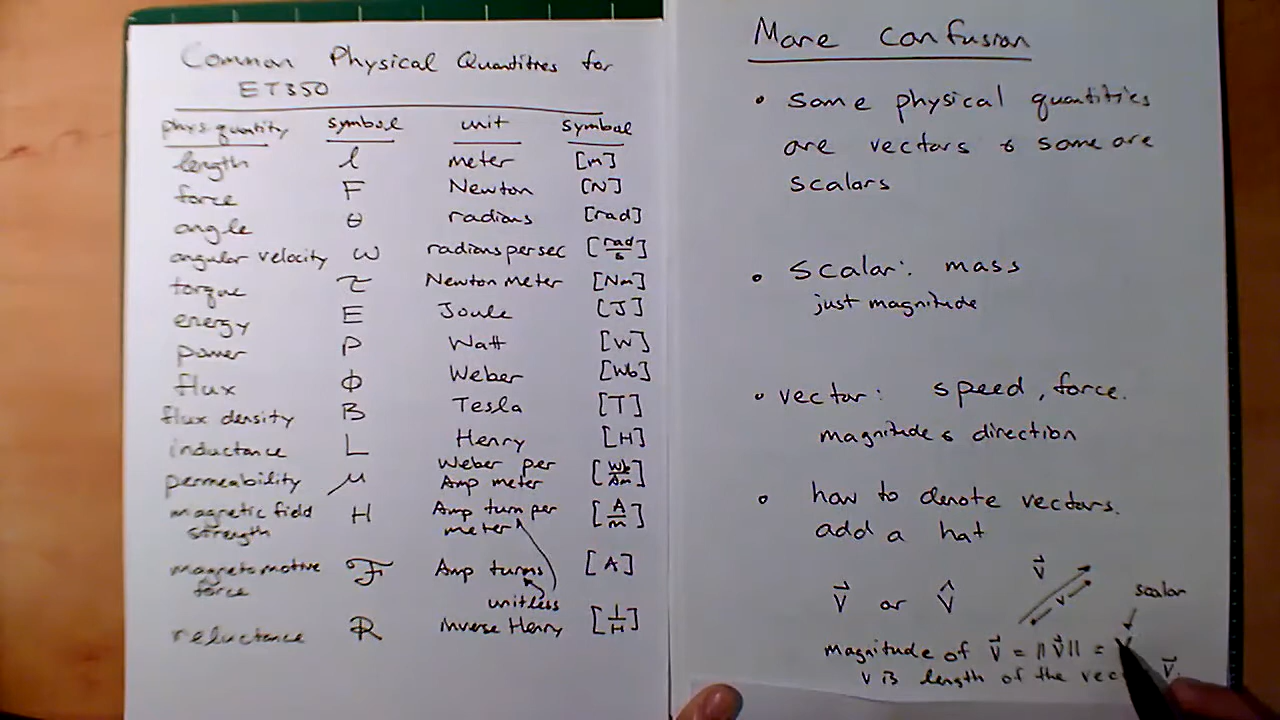 Common Physical Quantities for
ET350
phys quantity symbol unit symbol
length l meter [m]
force F Newton [N]
angle θ radians [rad]
angular velocity ω radians per sec [rad/s]
torque τ Newton meter [Nm]
energy E Joule [J]
power P Watt [W]
flux ϕ Weber [Wb]
flux density B Tesla [T]
inductance L Henry [H]
permeability μ Weber per Amp meter [Wb/Am]
magnetic field strength H Amp turn per meter [A/m]
magnetomotive force ℱ Amp turns [A]
unitless
reluctance R inverse Henry [1/H]
More confusion
• some physical quantities
are vectors & some are
scalars
• scalar: mass
just magnitude
• vector: speed, force.
magnitude & direction
• how to denote vectors.
add a hat
V⃗ or V̂
V⃗
V
scalar
magnitude of V⃗ = ||V⃗|| = V
V is length of the V⃗.